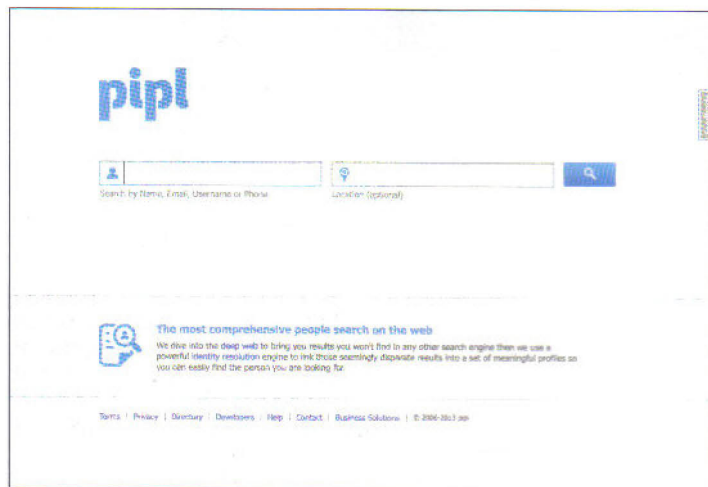 pipl
Search by Name, Email, Username or Phone
Location (optional)
The most comprehensive people search on the web
We dive into the deep web to bring you results you won't find in any other search engine then we use a
powerful identity resolution engine to link those seemingly disparate results into a set of meaningful profiles so
you can easily find the person you are looking for.
Terms | Privacy | Directory | Developers | Help | Contact | Business Solutions | © 2006-2013 pipl